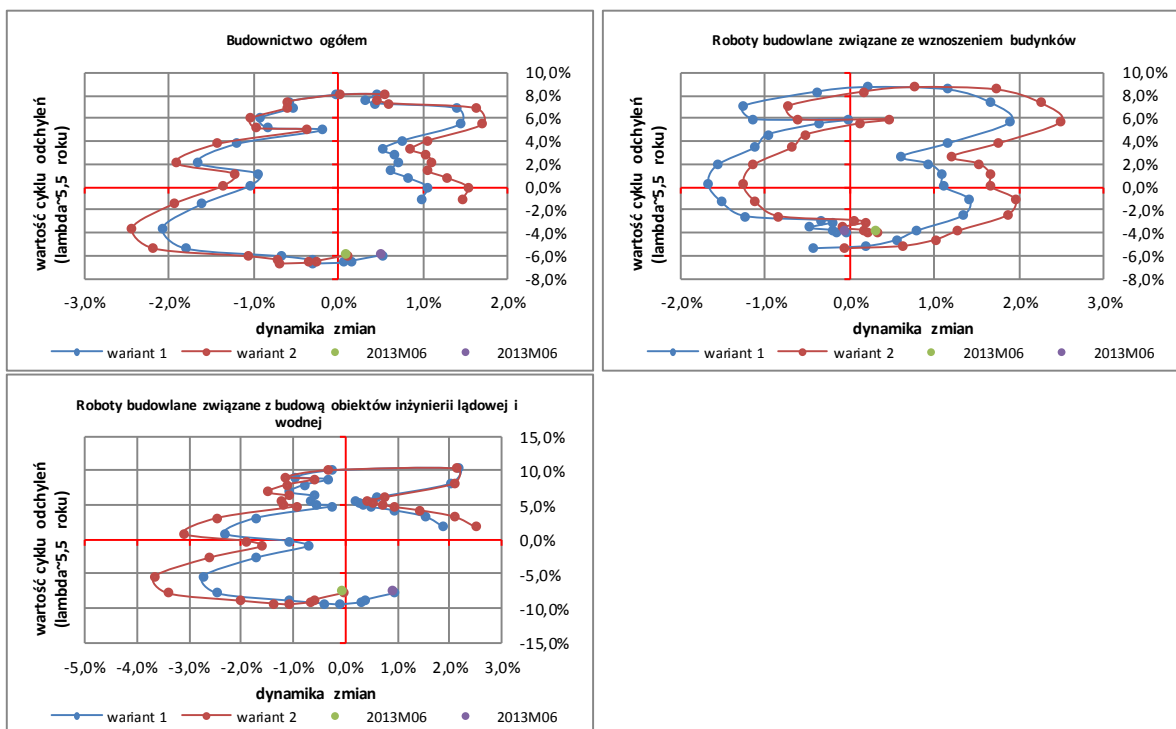 Budownictwo ogółem
10,0%
8,0%
6,0%
4,0%
2,0%
0,0%
-2,0%
-4,0%
-6,0%
-8,0%
wartość cyklu odchyleń
(lambda~5,5 roku)
-3,0% -2,0% -1,0% 0,0% 1,0% 2,0%
dynamika zmian
wariant 1 wariant 2 2013M06 2013M06
Roboty budowlane związane ze wznoszeniem budynków
10,0%
8,0%
6,0%
4,0%
2,0%
0,0%
-2,0%
-4,0%
-6,0%
-8,0%
wartość cyklu odchyleń
(lambda~5,5 roku)
-2,0% -1,0% 0,0% 1,0% 2,0% 3,0%
dynamika zmian
wariant 1 wariant 2 2013M06 2013M06
Roboty budowlane związane z budową obiektów inżynierii lądowej i
wodnej
15,0%
10,0%
5,0%
0,0%
-5,0%
-10,0%
-15,0%
wartość cyklu odchyleń
(lambda~5,5 roku)
-5,0% -4,0% -3,0% -2,0% -1,0% 0,0% 1,0% 2,0% 3,0%
dynamika zmian
wariant 1 wariant 2 2013M06 2013M06